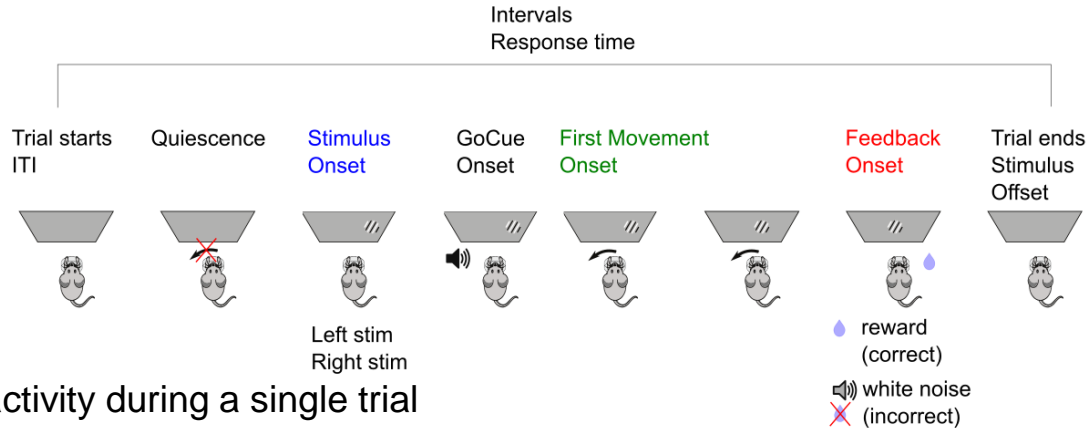 Intervals
Response time
Trial starts
ITI
Quiescence
Stimulus
Onset
GoCue
Onset
First Movement
Onset
Feedback
Onset
Trial ends
Stimulus
Offset
Left stim
Right stim
reward
(correct)
white noise
(incorrect)
activity during a single trial